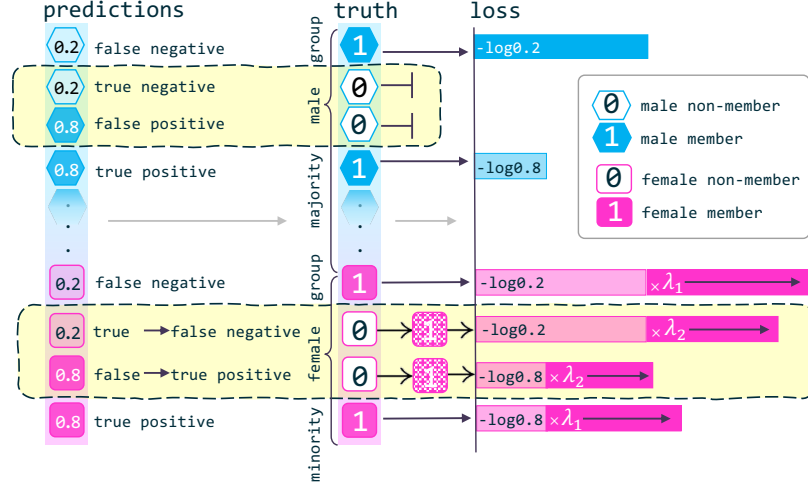 predictions truth loss
0.2 false negative 1 -log0.2
0.2 true negative 0
0.8 false positive 0
0.8 true positive 1 -log0.8
majority male group
0 male non-member
1 male member
0 female non-member
1 female member
0.2 false negative 1 -log0.2 ×λ1
0.2 true false negative 0 1 -log0.2 ×λ2
0.8 false true positive 0 1 -log0.8 ×λ2
0.8 true positive 1 -log0.8 ×λ1
minority female group